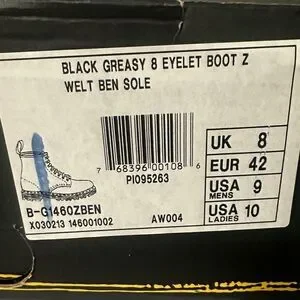 BLACK GREASY 8 EYELET BOOT Z
WELT BEN SOLE
7 68396 00108 6
PI095263
B-G1460ZBEN
X030213 146001002
AW004
UK 8
EUR 42
USA MENS 9
USA LADIES 10